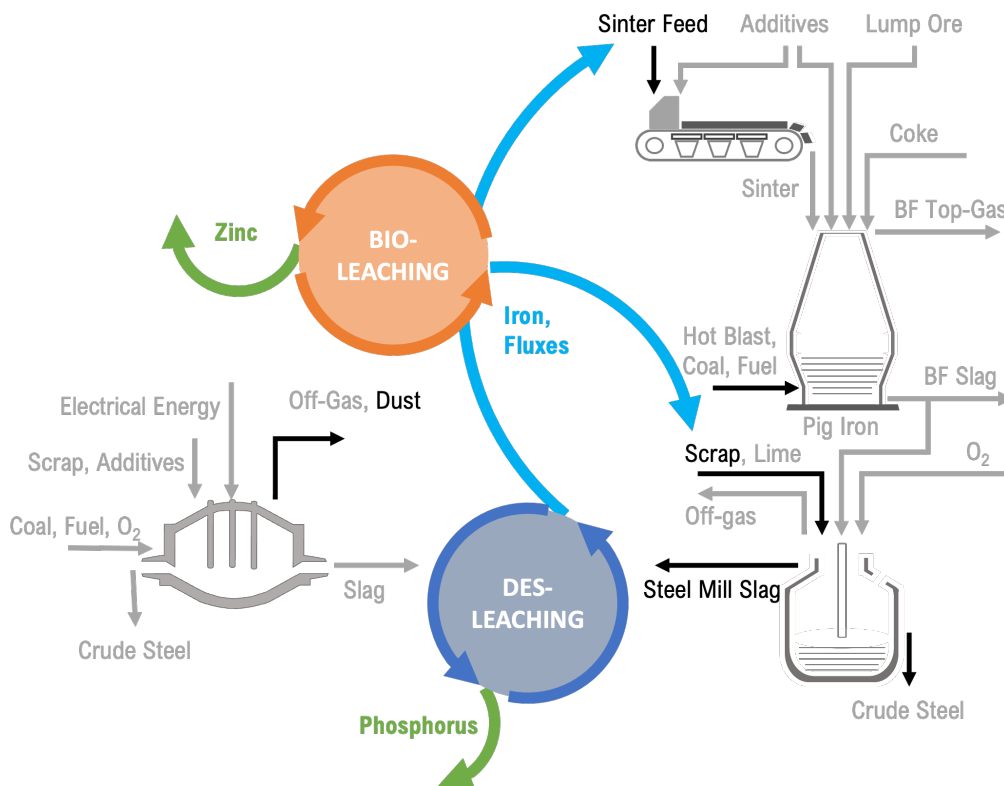 Sinter Feed
Additives
Lump Ore
Coke
Sinter
BF Top-Gas
Zinc
BIO-
LEACHING
Iron,
Fluxes
Hot Blast,
Coal, Fuel
BF Slag
Pig Iron
Electrical Energy
Off-Gas, Dust
Scrap, Additives
Scrap, Lime
O₂
Coal, Fuel, O₂
Off-gas
Slag
DES-
LEACHING
Steel Mill Slag
Crude Steel
Crude Steel
Phosphorus